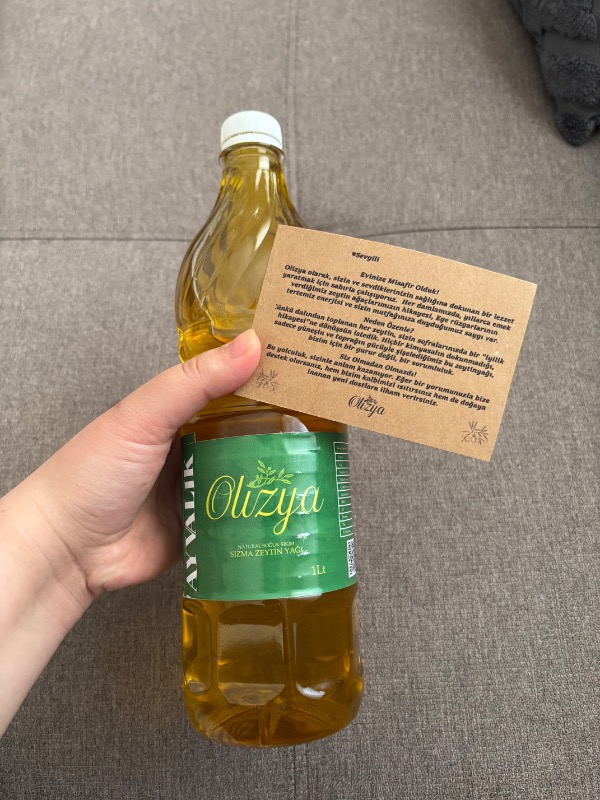 ♥Sevgili
Evinize Misafir Olduk!
Olizya olarak, sizin ve sevdiklerinizin sağlığına dokunan bir lezzet
yaratmak için sabırla çalışıyoruz. Her damlamızda, yıllara emek
verdiğimiz zeytin ağaçlarımızın hikayesi, Ege rüzgarlarının
tertemiz enerjisi ve sizin mutfağınıza duyduğumuz saygı var.
Neden Özenle?
dalından toplanan her zeytin, sizin sofralarınızda bir "iyilik
hikayesi"ne dönüşsün istedik. Hiçbir kimyasalın dokunmadığı,
sadece güneşin ve toprağın gücüyle şişelediğimiz bu zeytinyağı,
bizim için bir gurur değil, bir sorumluluk.
Siz Olmadan Olmazdı!
Bu yolculuk, sizinle anlam kazanıyor. Eğer bir yorumunuzla bize
destek olursanız, hem bizim kalbimizi ısıtırsınız hem de doğaya
inanan yeni dostlara ilham verirsiniz.
Olizya
AYVALIK
Olizya
NATURAL SOĞUK SIKIM
SIZMA ZEYTİN YAĞI
1Lt